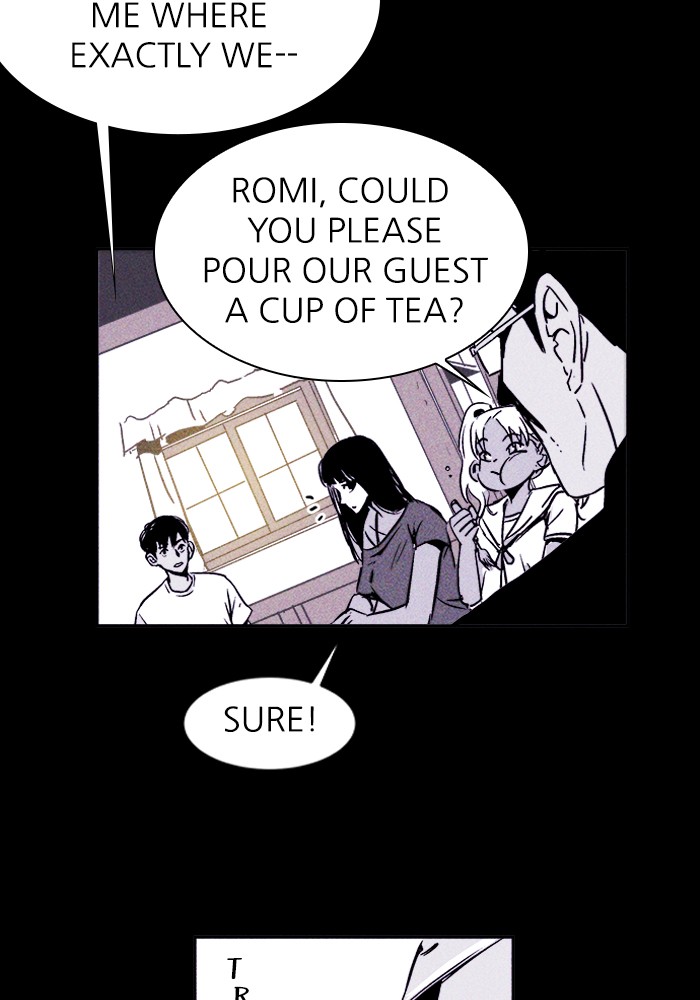 ME WHERE
EXACTLY WE--
ROMI, COULD
YOU PLEASE
POUR OUR GUEST
A CUP OF TEA?
SURE!
T
R